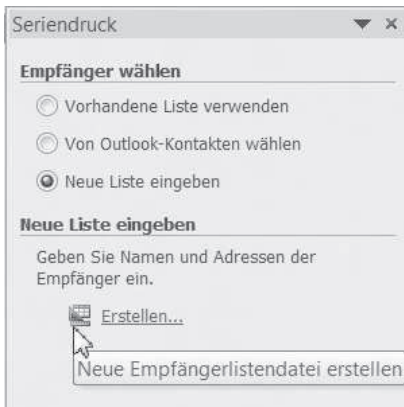 Seriendruck
Empfänger wählen
Vorhandene Liste verwenden
Von Outlook-Kontakten wählen
Neue Liste eingeben
Neue Liste eingeben
Geben Sie Namen und Adressen der
Empfänger ein.
Erstellen...
Neue Empfängerlistendatei erstellen